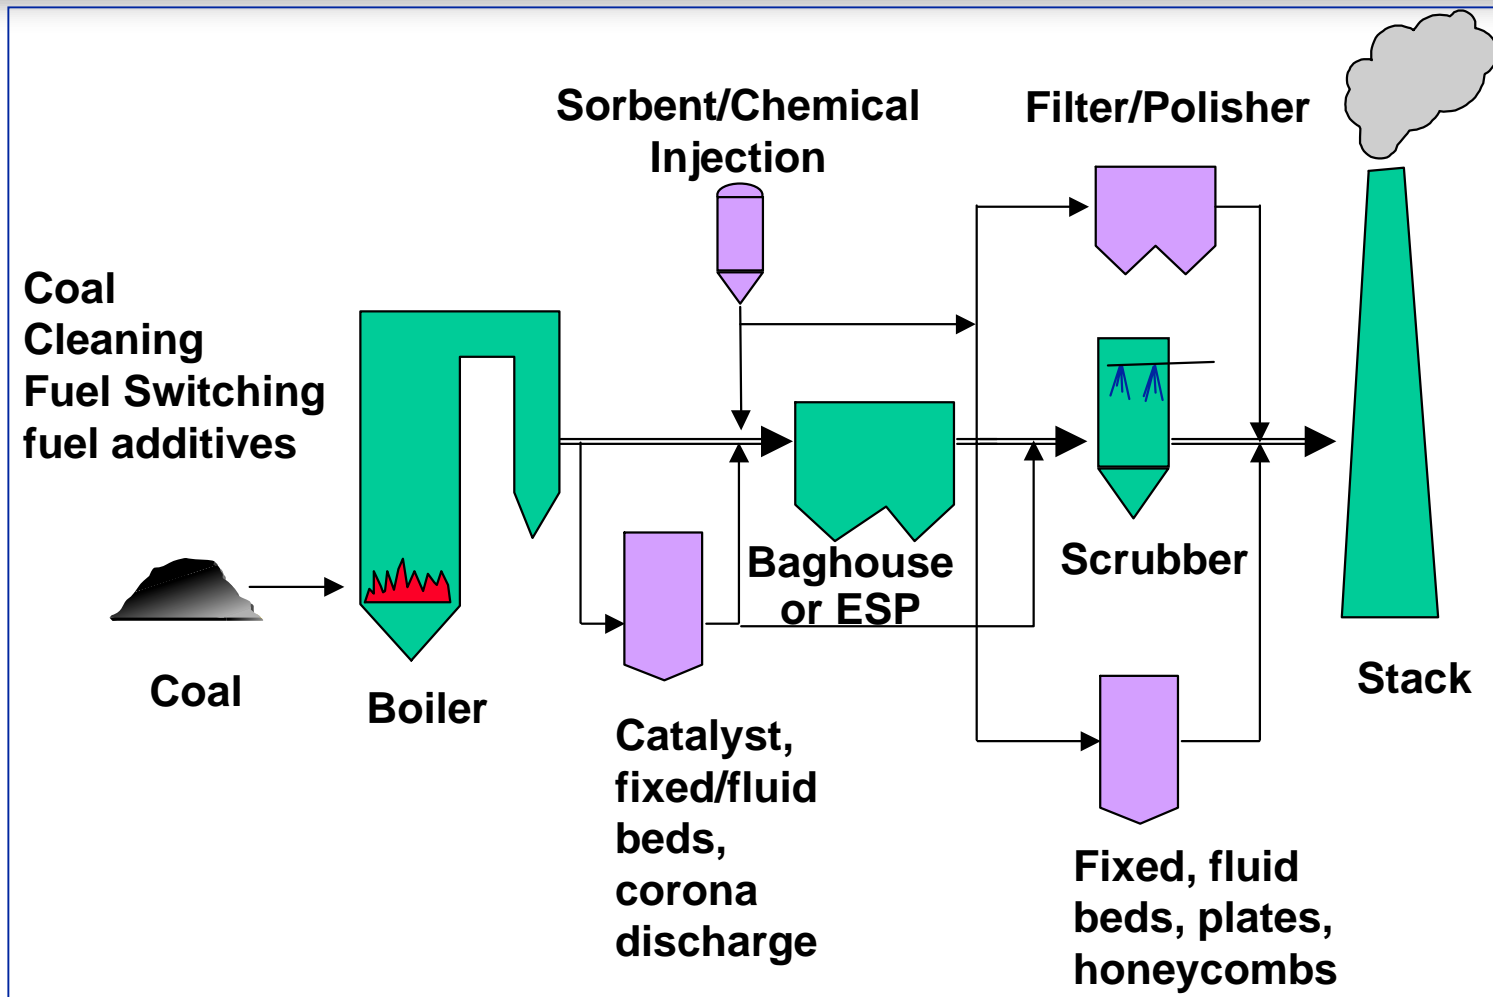 Sorbent/Chemical
Injection
Filter/Polisher
Coal
Cleaning
Fuel Switching
fuel additives
Baghouse
or ESP
Scrubber
Coal
Boiler
Stack
Catalyst,
fixed/fluid
beds,
corona
discharge
Fixed, fluid
beds, plates,
honeycombs